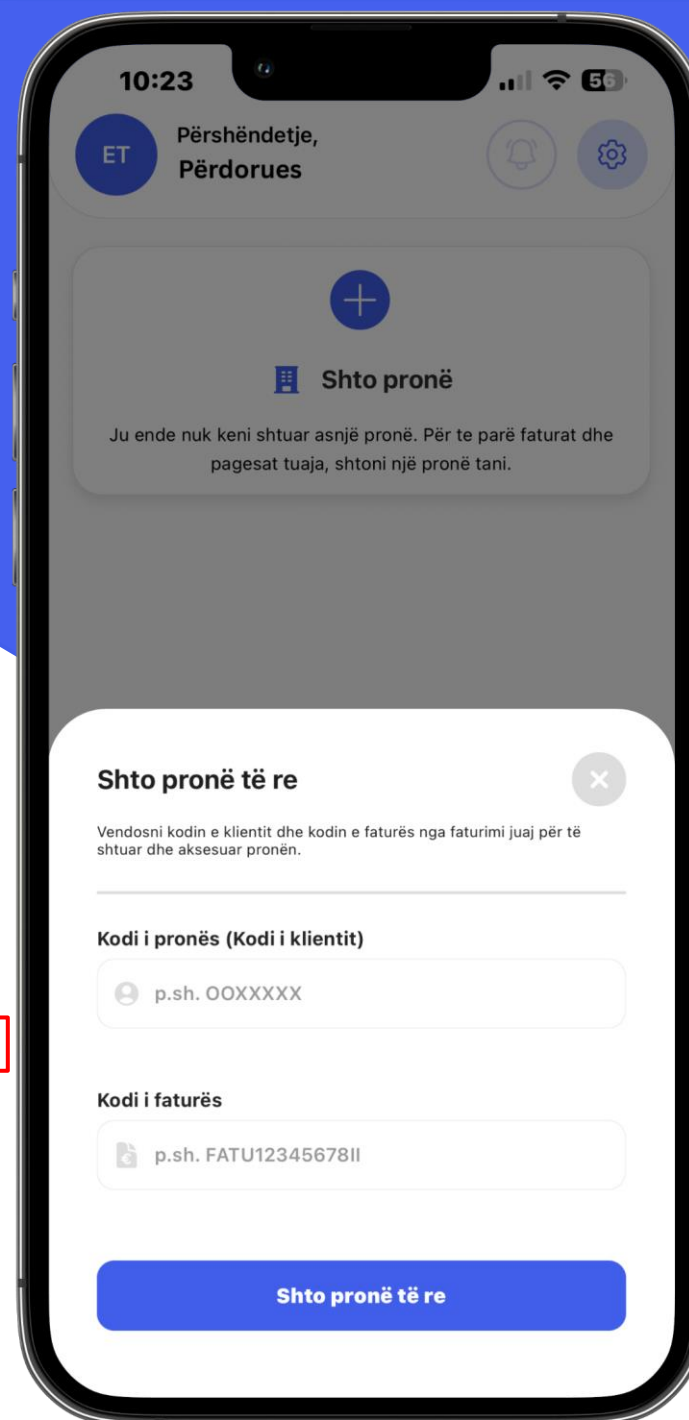 10:23
56
ET
Përshëndetje,
Përdorues
Shto pronë
Ju ende nuk keni shtuar asnjë pronë. Për te parë faturat dhe
pagesat tuaja, shtoni një pronë tani.
Shto pronë të re
Vendosni kodin e klientit dhe kodin e faturës nga faturimi juaj për të
shtuar dhe aksesuar pronën.
Kodi i pronës (Kodi i klientit)
p.sh. OOXXXXX
Kodi i faturës
p.sh. FATU12345678II
Shto pronë të re